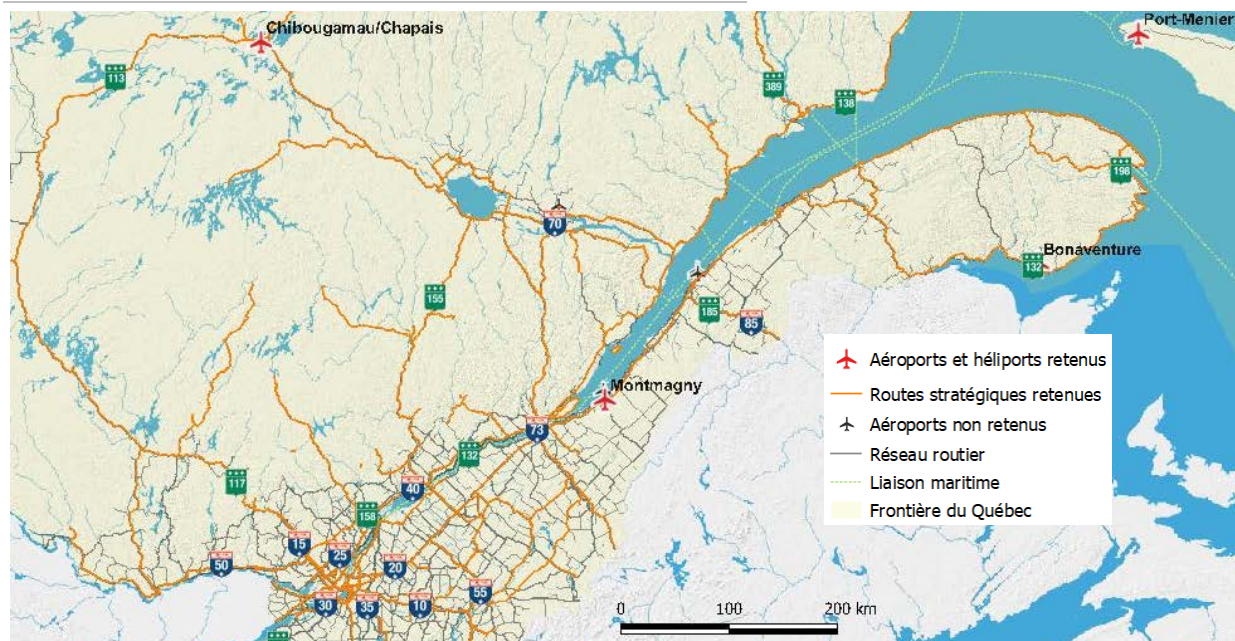 Chibougamau/Chapais
Port-Menier
113
389
138
198
70
Bonaventure
132
155
185
85
Montmagny
73
132
117
40
158
15
25
50
20
55
30
35
10
Aéroports et héliports retenus
Routes stratégiques retenues
Aéroports non retenus
Réseau routier
Liaison maritime
Frontière du Québec
0 100 200 km